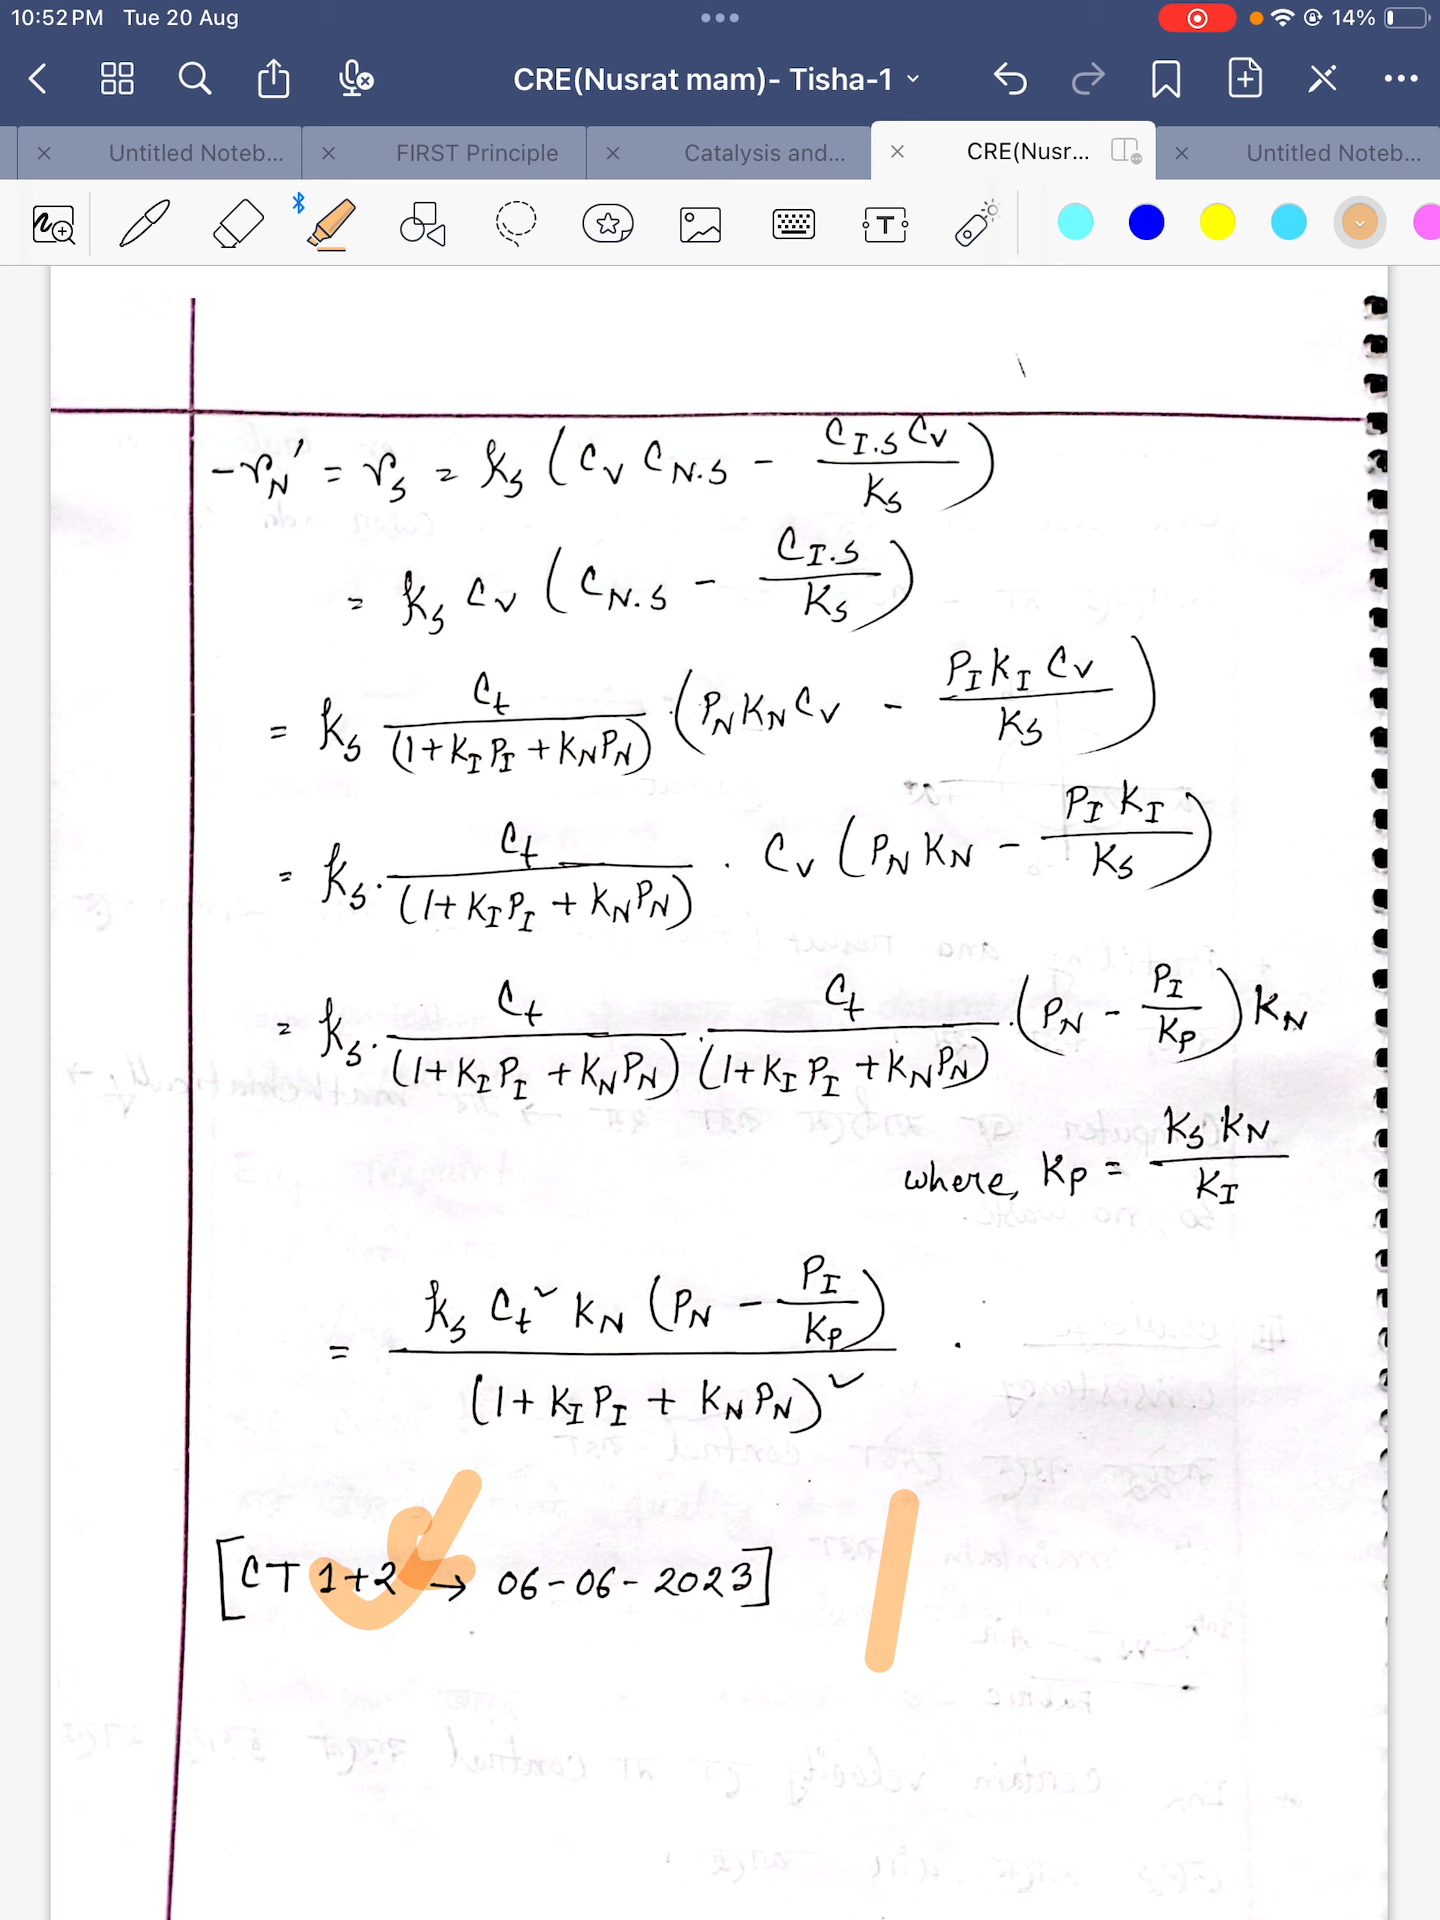 10:52 PM Tue 20 Aug 14%
CRE(Nusrat mam)- Tisha-1
Untitled Noteb... FIRST Principle Catalysis and... CRE(Nusr... Untitled Noteb...
-r_N' = r_S = k_S (C_V C_N.S - C_I.S C_V / K_S)
= k_S C_V (C_N.S - C_I.S / K_S)
= k_S C_t / (1+K_I P_I + K_N P_N) (P_N K_N C_V - P_I K_I C_V / K_S)
= k_S . C_t / (1+K_I P_I + K_N P_N) . C_V (P_N K_N - P_I K_I / K_S)
= k_S . C_t / (1+K_I P_I + K_N P_N) . C_t / (1+K_I P_I + K_N P_N) . (P_N - P_I / K_P) K_N
where, K_P = K_S K_N / K_I
= k_S C_t² K_N (P_N - P_I / K_P) / (1+ K_I P_I + K_N P_N)² .
[CT 1+2 → 06-06-2023]